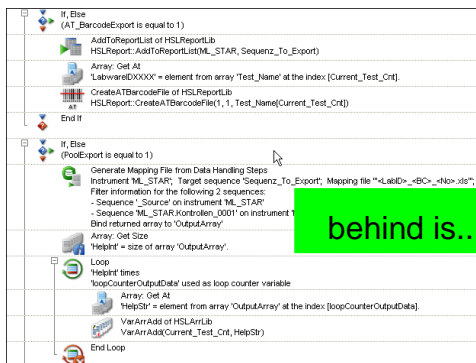 If, Else
(AT_BarcodeExport is equal to 1)
AddToReportList of HSLReportLib
HSLReport::AddToReportList(ML_STAR, Sequenz_To_Export)
Array: Get At
'LabwareIDXXXX' = element from array 'Test_Name' at the index [Current_Test_Cnt].
CreateATBarcodeFile of HSLReportLib
HSLReport::CreateATBarcodeFile(1, 1, Test_Name[Current_Test_Cnt])
AT
End If
If, Else
(PoolExport is equal to 1)
Generate Mapping File from Data Handling Steps
Instrument 'ML_STAR'; Target sequence 'Sequenz_To_Export'; Mapping file '"<LabID>_<BC>_<No>.xls"';
Filter information for the following 2 sequences:
- Sequence '_Source' on instrument 'ML_STAR'
- Sequence 'ML_STAR.Kontrollen_0001' on instrument
Bind returned array to 'OutputArray'
behind is..
Array: Get Size
'HelpInt' = size of array 'OutputArray'.
Loop
'HelpInt' times
'loopCounterOutputData' used as loop counter variable
Array: Get At
'HelpStr' = element from array 'OutputArray' at the index [loopCounterOutputData].
VarArrAdd of HSLArrLib
VarArrAdd(Current_Test_Cnt, HelpStr)
End Loop